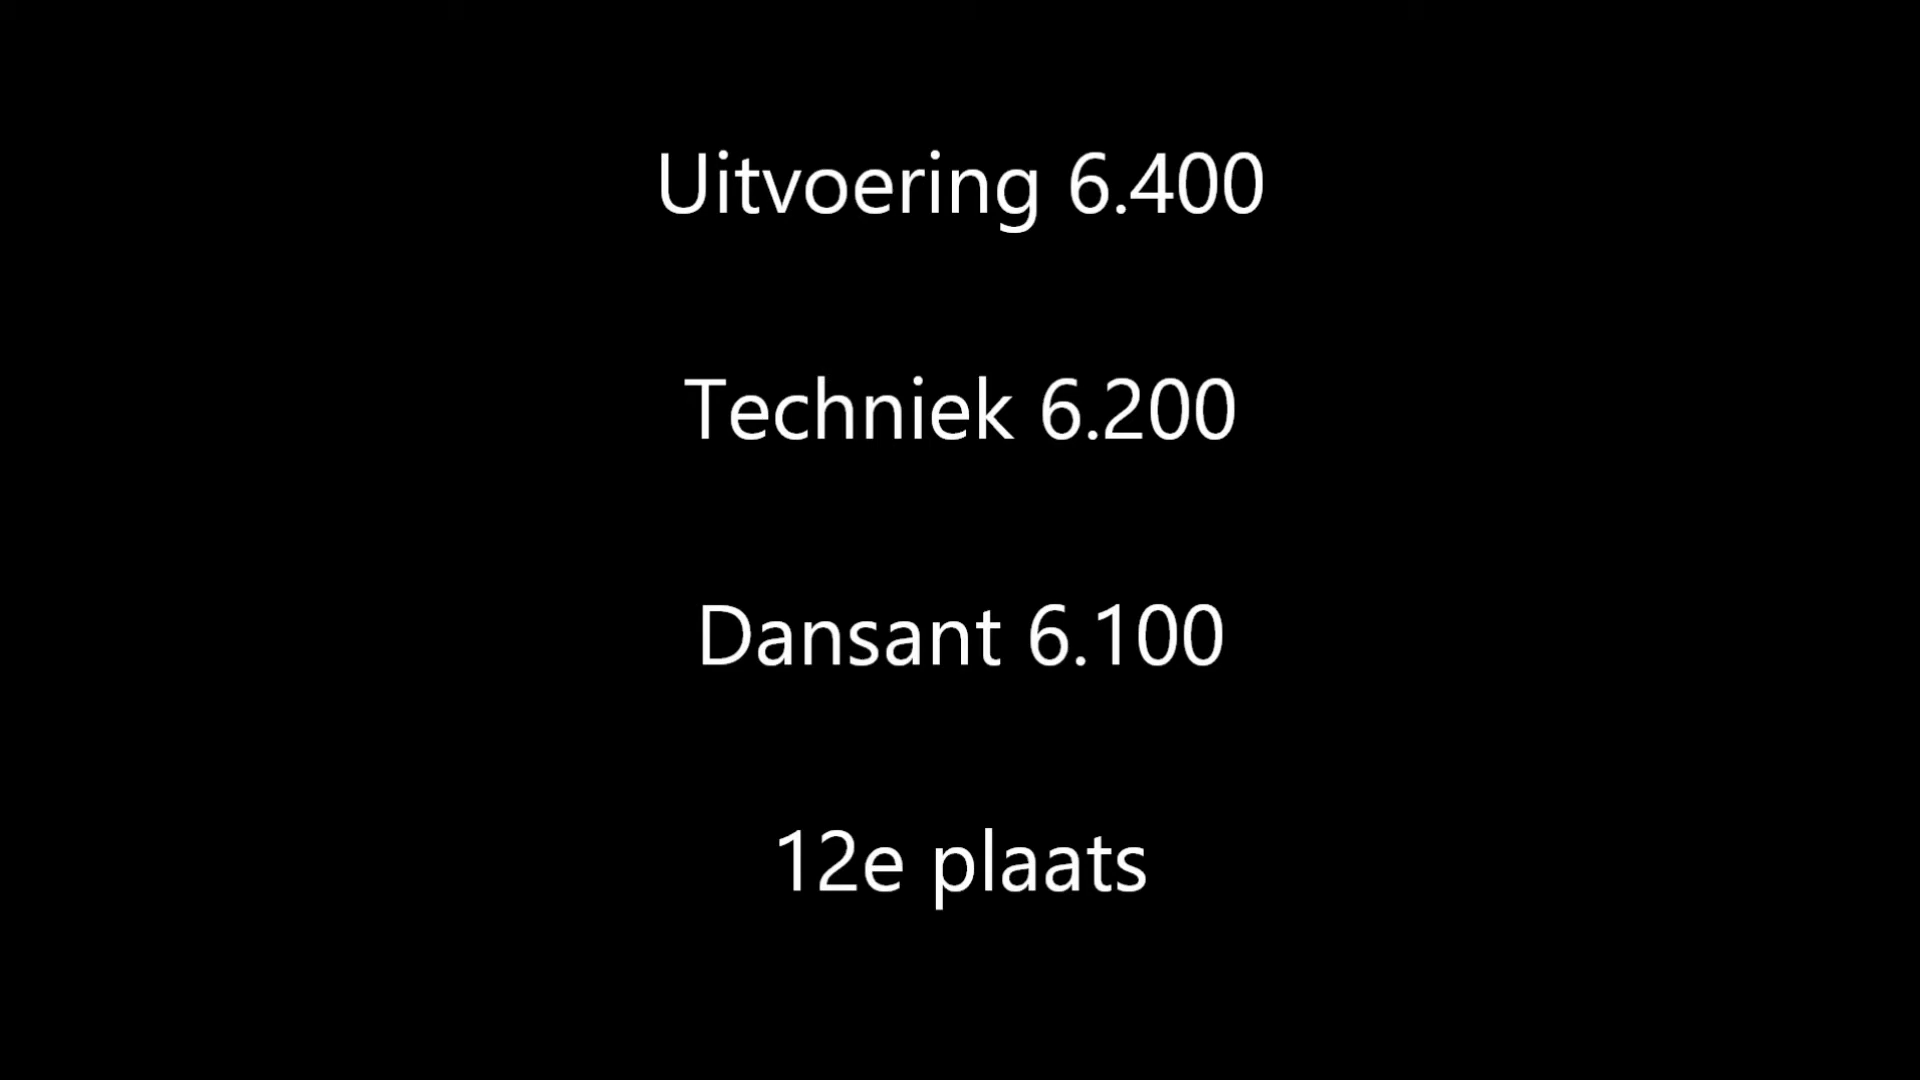 Uitvoering 6.400
Techniek 6.200
Dansant 6.100
12e plaats